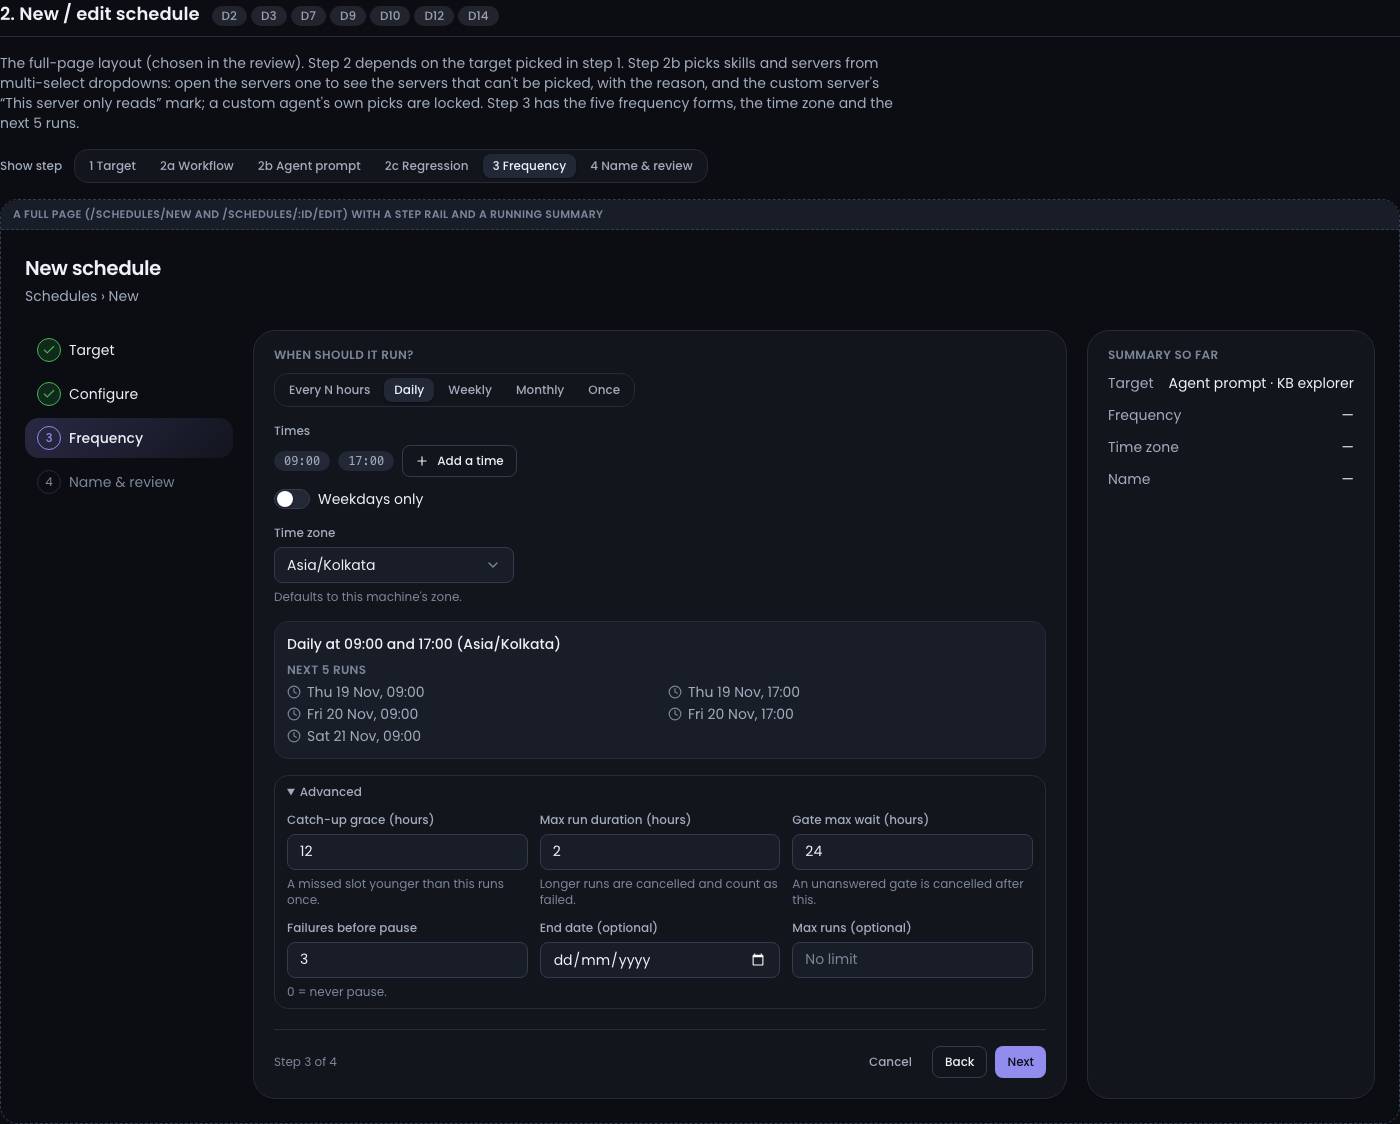 2. New / edit schedule D2 D3 D7 D9 D10 D12 D14
The full-page layout (chosen in the review). Step 2 depends on the target picked in step 1. Step 2b picks skills and servers from
multi-select dropdowns: open the servers one to see the servers that can't be picked, with the reason, and the custom server's
“This server only reads” mark; a custom agent's own picks are locked. Step 3 has the five frequency forms, the time zone and the
next 5 runs.
Show step 1 Target 2a Workflow 2b Agent prompt 2c Regression 3 Frequency 4 Name & review
A FULL PAGE (/SCHEDULES/NEW AND /SCHEDULES/:ID/EDIT) WITH A STEP RAIL AND A RUNNING SUMMARY
New schedule
Schedules › New
Target
Configure
3 Frequency
4 Name & review
WHEN SHOULD IT RUN?
Every N hours Daily Weekly Monthly Once
Times
09:00 17:00 + Add a time
Weekdays only
Time zone
Asia/Kolkata
Defaults to this machine's zone.
Daily at 09:00 and 17:00 (Asia/Kolkata)
NEXT 5 RUNS
Thu 19 Nov, 09:00 Thu 19 Nov, 17:00
Fri 20 Nov, 09:00 Fri 20 Nov, 17:00
Sat 21 Nov, 09:00
▼ Advanced
Catch-up grace (hours) Max run duration (hours) Gate max wait (hours)
12 2 24
A missed slot younger than this runs Longer runs are cancelled and count as An unanswered gate is cancelled after
once. failed. this.
Failures before pause End date (optional) Max runs (optional)
3 dd/mm/yyyy No limit
0 = never pause.
Step 3 of 4 Cancel Back Next
SUMMARY SO FAR
Target Agent prompt · KB explorer
Frequency —
Time zone —
Name —